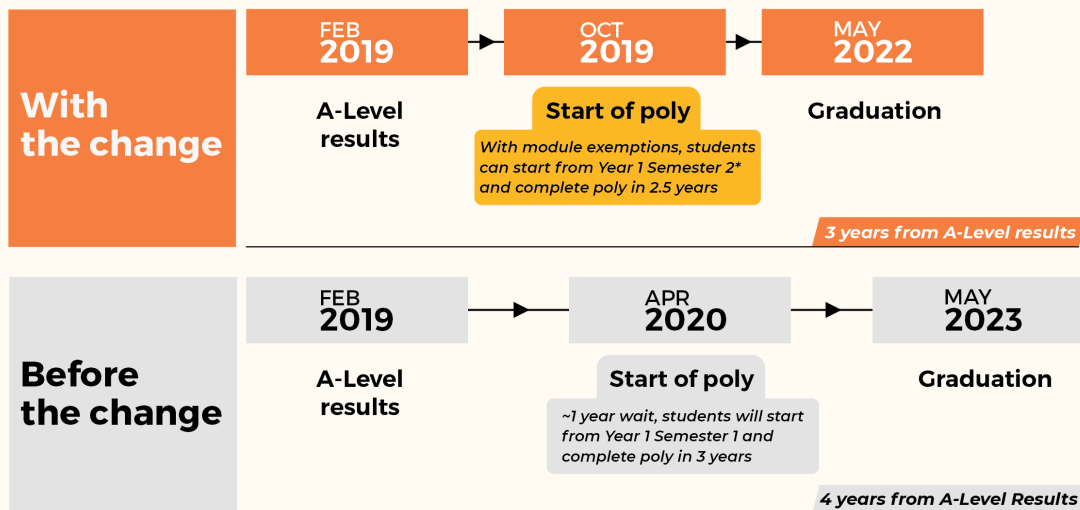 With
the change
FEB
2019
A-Level
results
OCT
2019
Start of poly
With module exemptions, students
can start from Year 1 Semester 2*
and complete poly in 2.5 years
MAY
2022
Graduation
3 years from A-Level results
Before
the change
FEB
2019
A-Level
results
APR
2020
Start of poly
~1 year wait, students will start
from Year 1 Semester 1 and
complete poly in 3 years
MAY
2023
Graduation
4 years from A-Level Results